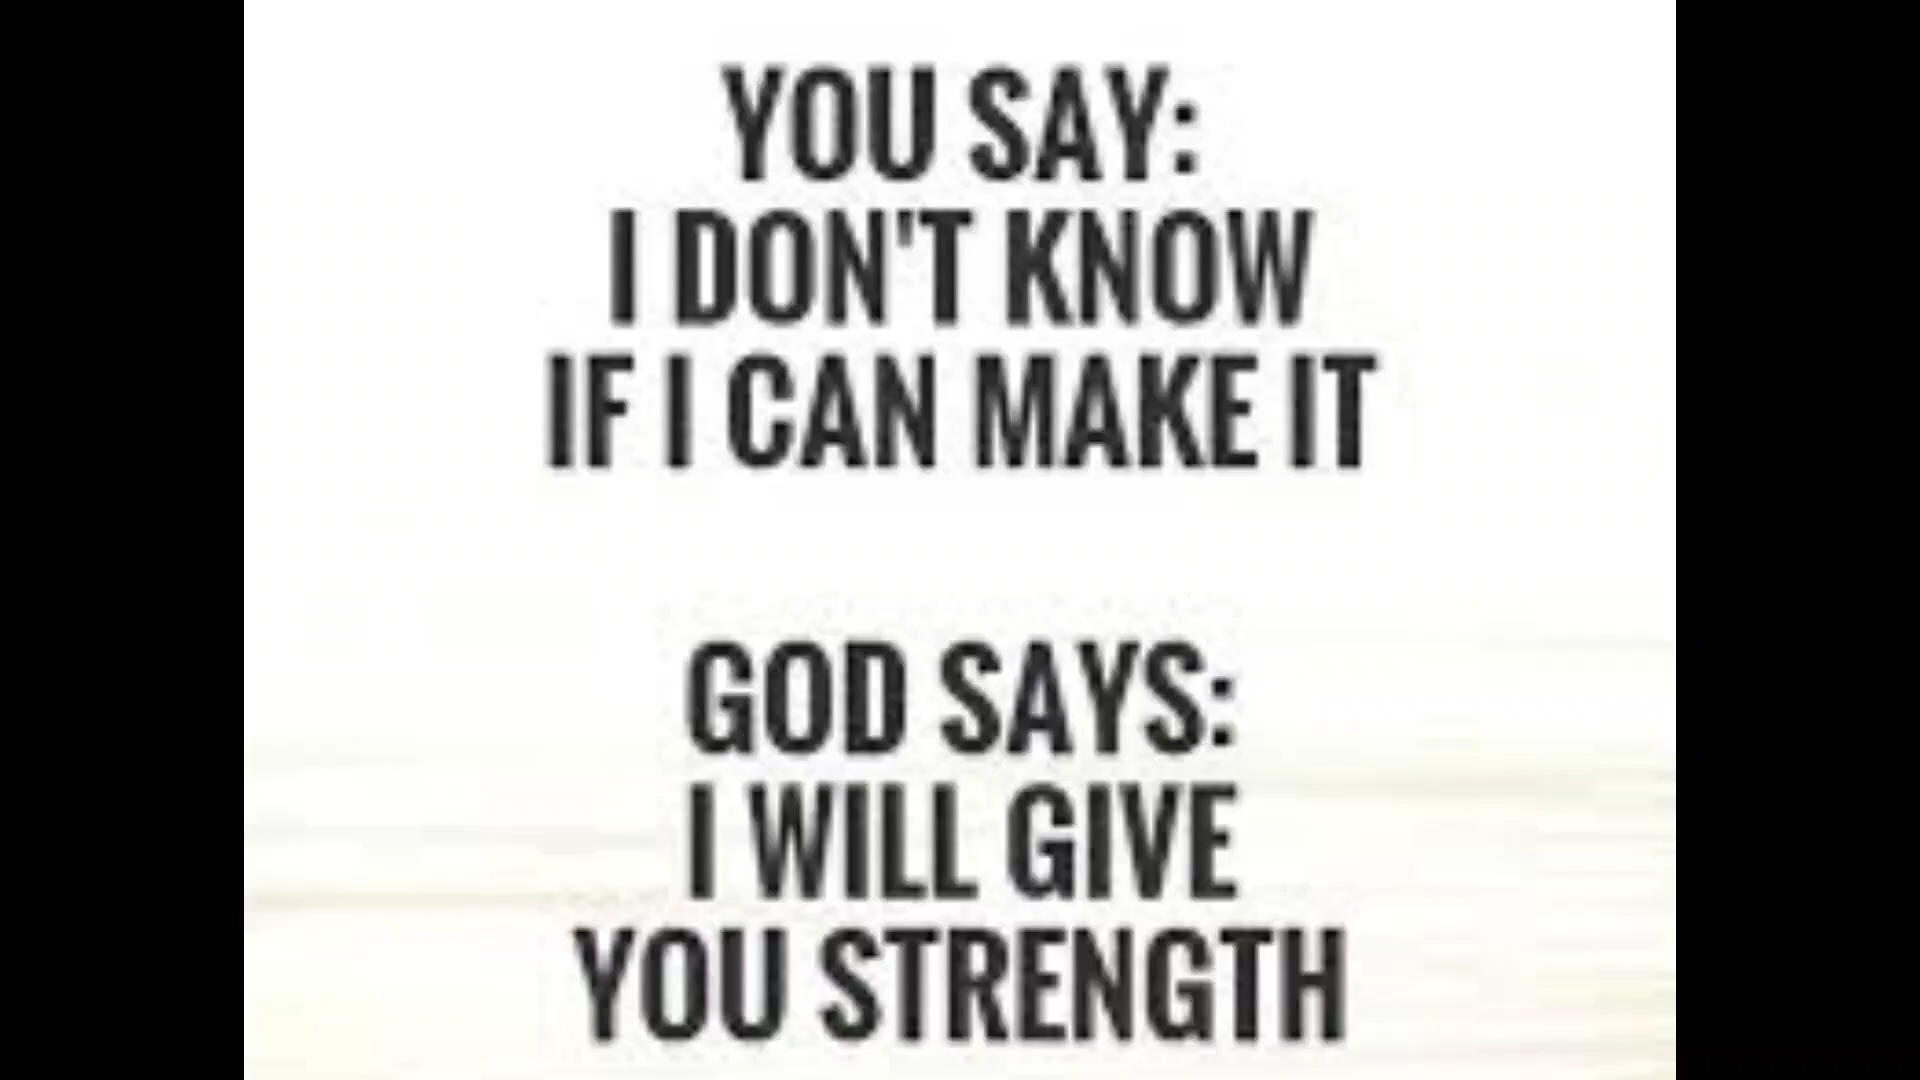 YOU SAY:
I DON'T KNOW
IF I CAN MAKE IT
GOD SAYS:
I WILL GIVE
YOU STRENGTH